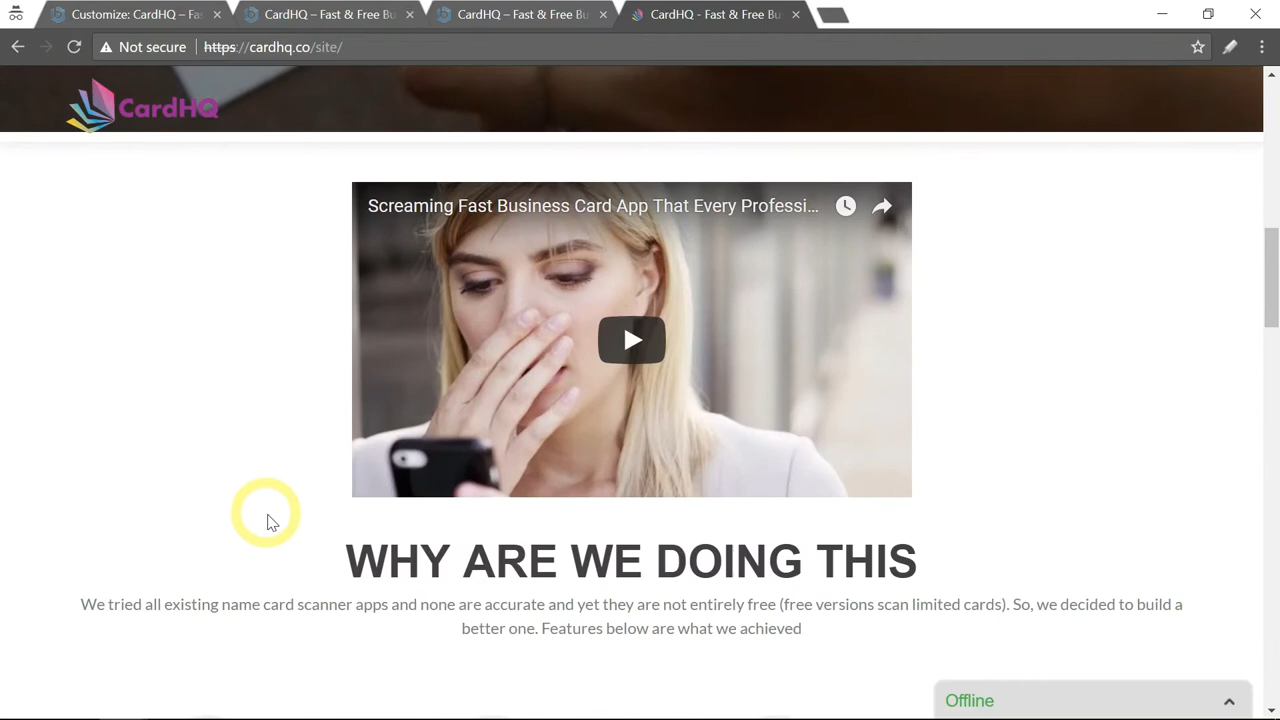 Customize: CardHQ – Fas
CardHQ – Fast & Free Bu
CardHQ – Fast & Free Bu
CardHQ - Fast & Free Bu
Not secure
https://cardhq.co/site/
CardHQ
Screaming Fast Business Card App That Every Professi...
WHY ARE WE DOING THIS
We tried all existing name card scanner apps and none are accurate and yet they are not entirely free (free versions scan limited cards). So, we decided to build a
better one. Features below are what we achieved
Offline